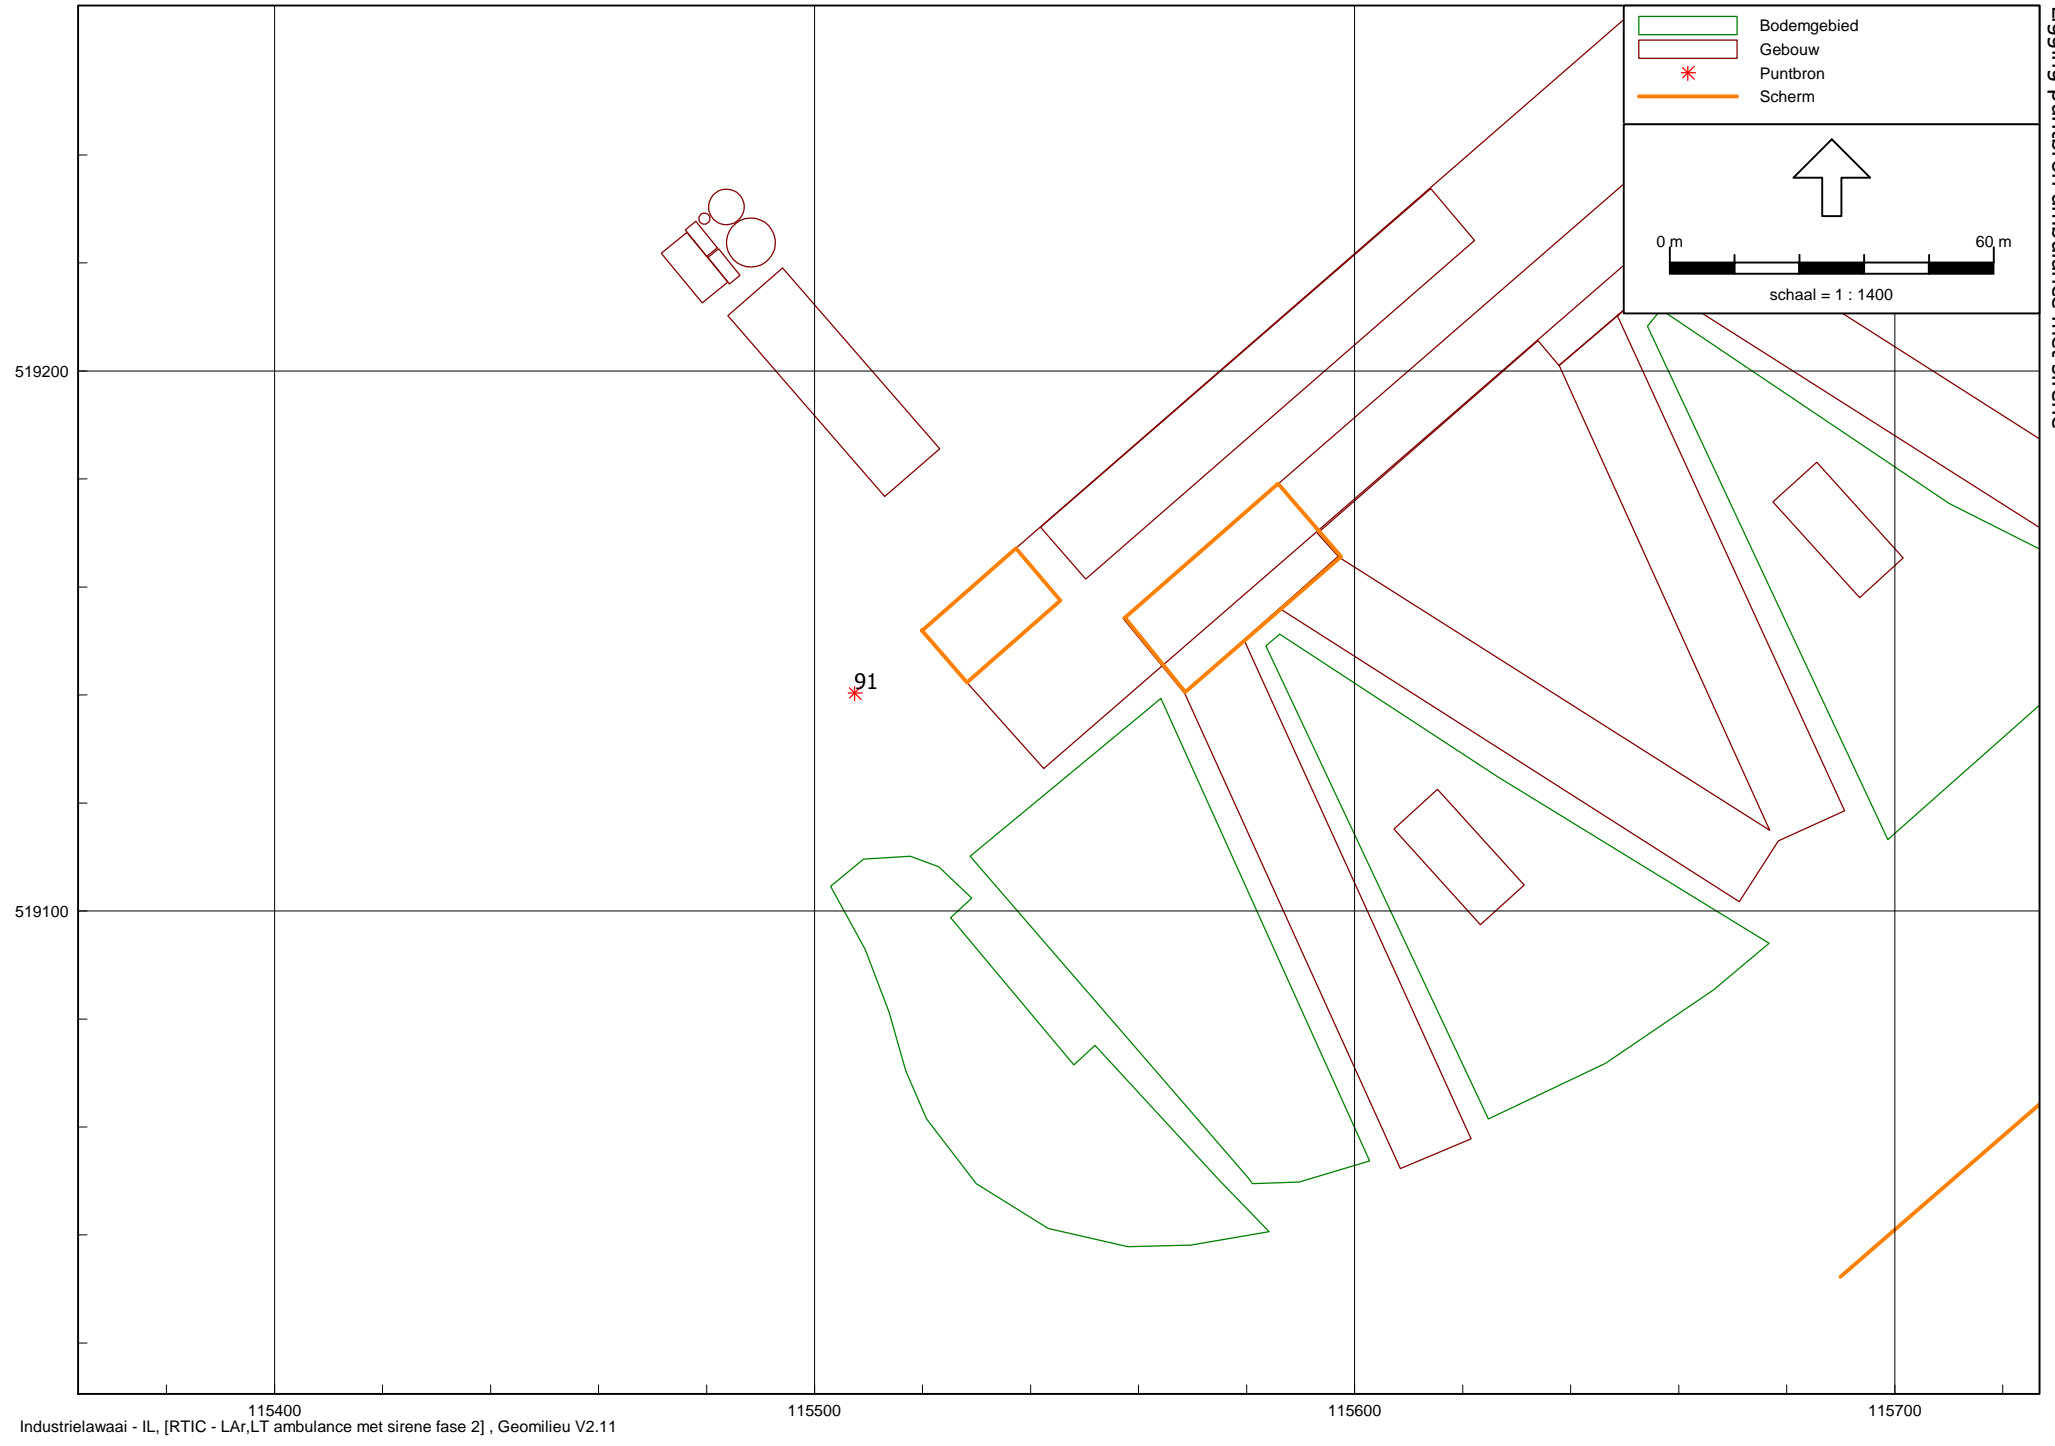 Bodemgebied
Gebouw
Puntbron
Scherm
0 m 60 m
schaal = 1 : 1400
519200
91
519100
115400 115500 115600 115700
Industrielawaai - IL, [RTIC - LAr,LT ambulance met sirene fase 2] , Geomilieu V2.11